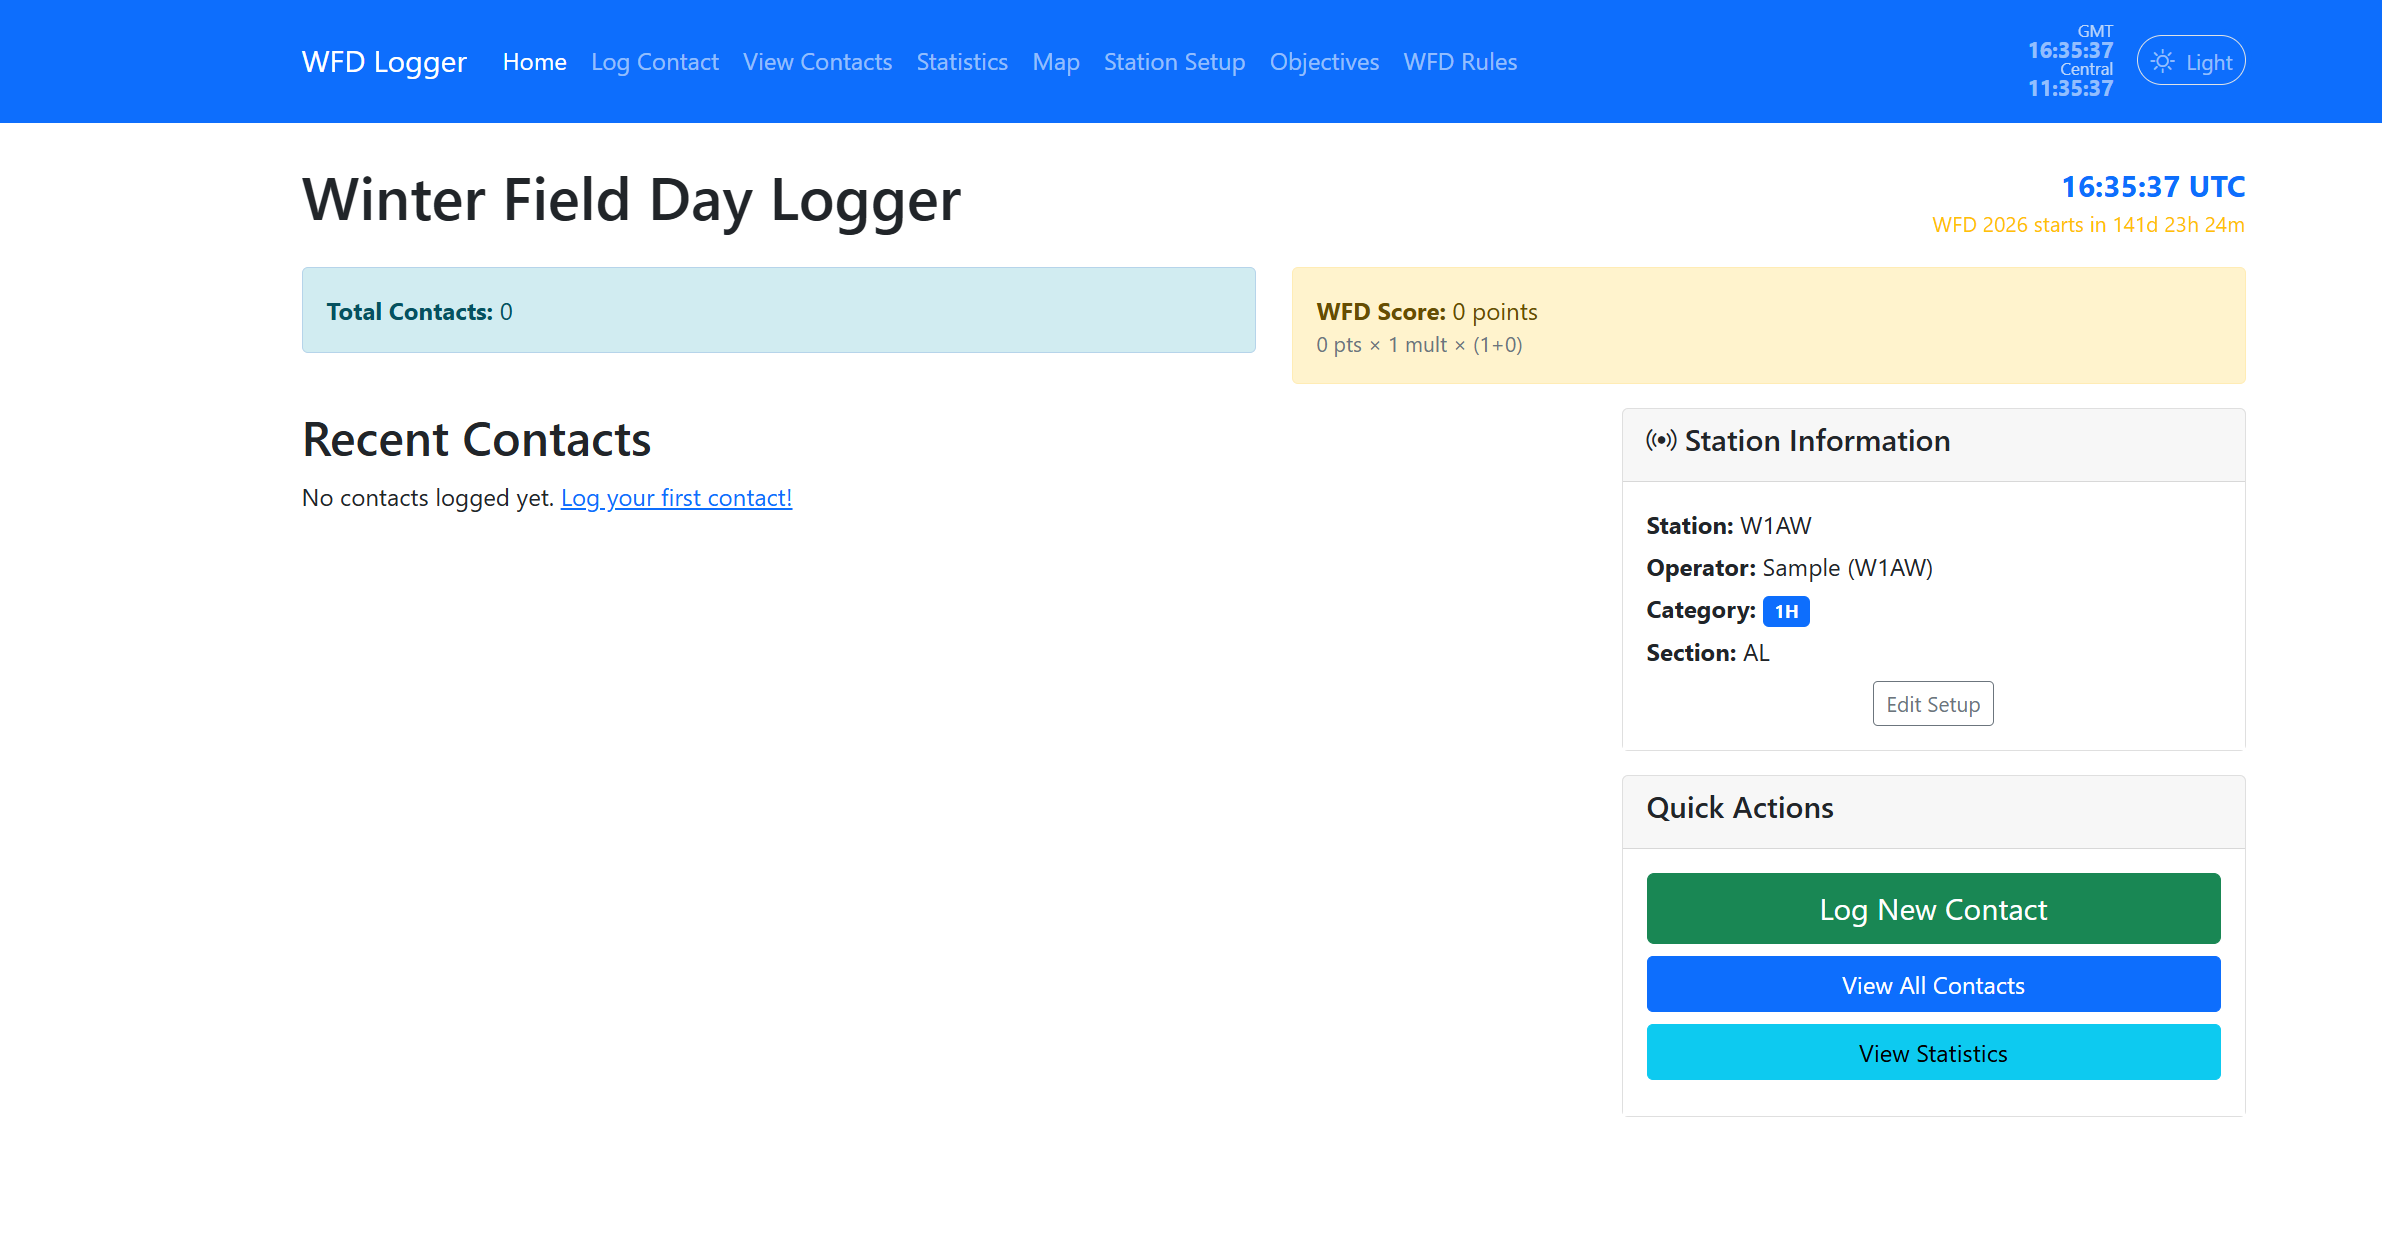 WFD Logger Home Log Contact View Contacts Statistics Map Station Setup Objectives WFD Rules
GMT
16:35:37
Central
11:35:37
Light
Winter Field Day Logger
16:35:37 UTC
WFD 2026 starts in 141d 23h 24m
Total Contacts: 0
WFD Score: 0 points
0 pts × 1 mult × (1+0)
Recent Contacts
No contacts logged yet. Log your first contact!
Station Information
Station: W1AW
Operator: Sample (W1AW)
Category: 1H
Section: AL
Edit Setup
Quick Actions
Log New Contact
View All Contacts
View Statistics